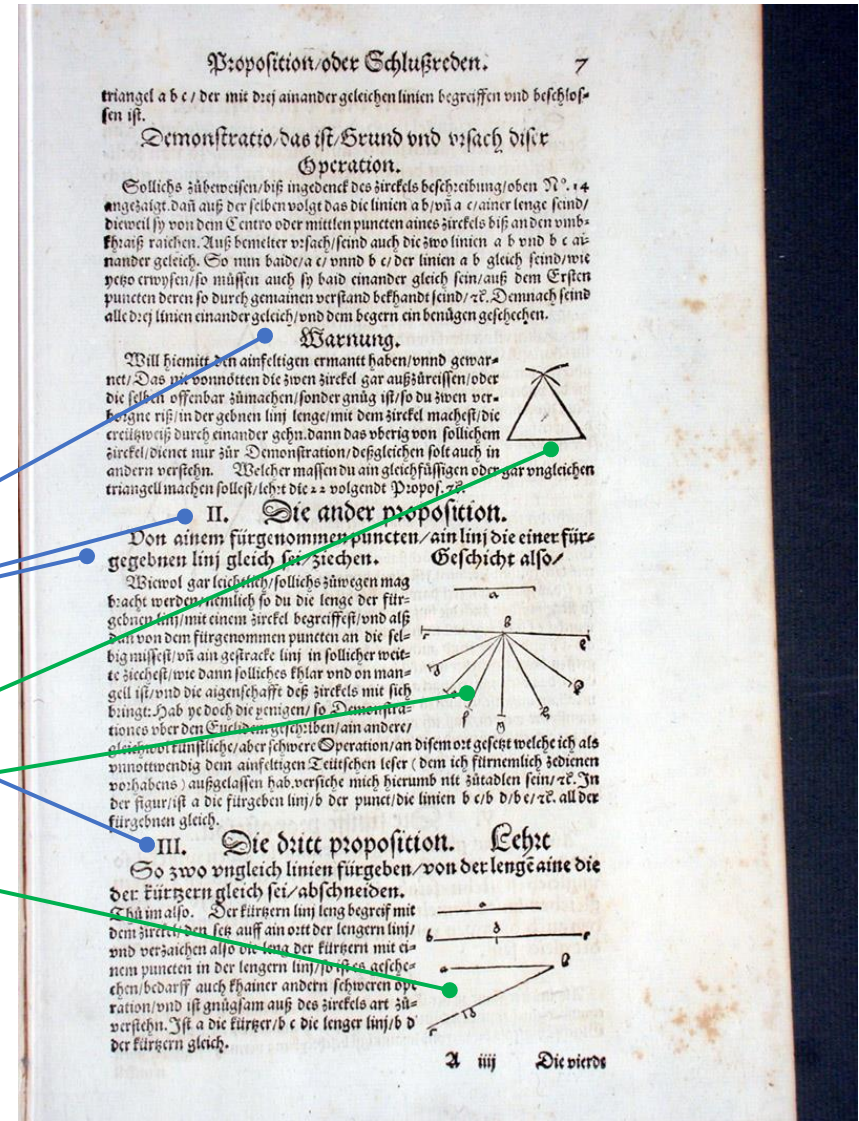 Proposition/oder Schlußreden. 7
triangel a b c / der mit drej ainander geleichen linien begreiffen vnd beschlos-
sen ist.
Demonstratio/das ist/Grund vnd vrsach diser
Operation.
Sollichs zůbeweisen/biß ingedenck des zirckels beschreibung/oben N°. 14
angezaigt.dañ auß der selben volgt das die linien a b/vñ a c/ainer lenge seind/
dieweil sy von dem Centro oder mittlen puncten aines zirckels biß an den vmb-
khraiß raichen. Auß bemelter vrsach/seind auch die zwo linien a b vnd b c ai-
nander geleich. So nun baide/a c/ vnnd b c/ der linien a b gleich seind/wie
yetzo erwysen/so müssen auch sy baid einander gleich sein/auß dem Ersten
puncten deren so durch gemainen verstand bekhandt seind/ꝛc. Demnach seind
alle drej linien einander geleich/vnd dem begern ein benügen geschechen.
Warnung.
Will hiemitt den ainfeltigen ermantt haben/vnnd gewar-
net/Das nit vonnötten die zwen zirckel gar außzůreissen/oder
die selben offenbar zůmachen/sonder gnůg ist/so du zwen ver-
borgne riß/in der gebnen linj lenge/mit dem zirckel machest/die
creützweiß durch einander gehn.dann das vberig von sollichem
zirckel/dienet nur zůr Demonstration/deßgleichen solt auch in
andern verstehn. Welcher massen du ain gleichfüssigen oder gar vngleichen
triangell machen sollest/lehrt die 22 volgendt Propos.ꝛc.
II. Die ander proposition.
Von ainem fürgenommen puncten/ain linj die einer für-
gegebnen linj gleich sei/ziechen. Geschicht also/
Wiewol gar leichtlich/sollichs zůwegen mag
bracht werden/nemlich so du die lenge der für-
gebnen linj/mit einem zirckel begreiffest/vnd alß
dan von dem fürgenommen puncten an die sel-
big missest/vñ ain gestracke linj in sollicher weit-
te ziechest/wie dann solliches khlar vnd on man-
gell ist/vnd die aigenschafft deß zirckels mit sich
bringt: Hab ye doch die yenigen/ so Demonstra-
tiones vber den Euclidem geschriben/ain andere/
gleichwol künstliche/aber schwere Operation/an disem ort gesetzt welche ich als
vnnottwendig dem ainfeltigen Teütschen leser ( dem ich fürnemlich zedienen
vorhabens ) außgelassen hab.versiche mich hierumb nit zůtadlen sein/ꝛc. In
der figur/ist a die fürgeben linj/b der punct/die linien b c/b d/b e/ꝛc. all der
fürgebnen gleich.
III. Die dritt proposition. Lehrt
So zwo vngleich linien fürgeben/von der lengẽ aine die
der kürtzern gleich sei/abschneiden.
Thů im also. Der kürtzern linj leng begreif mit
dem zirckel/den setz auff ain ortt der lengern linj/
vnd verzaichen also die leng der kürtzern mit ei-
nem puncten in der lengern linj/so ist es gesche-
chen/bedarff auch khainer andern schweren ope
ration/vnd ist gnůgsam auß des zirckels art zů-
verstehn. Ist a die kürtzer/b c die lenger linj/b d
der kürtzern gleich.
A iiij Die vierde